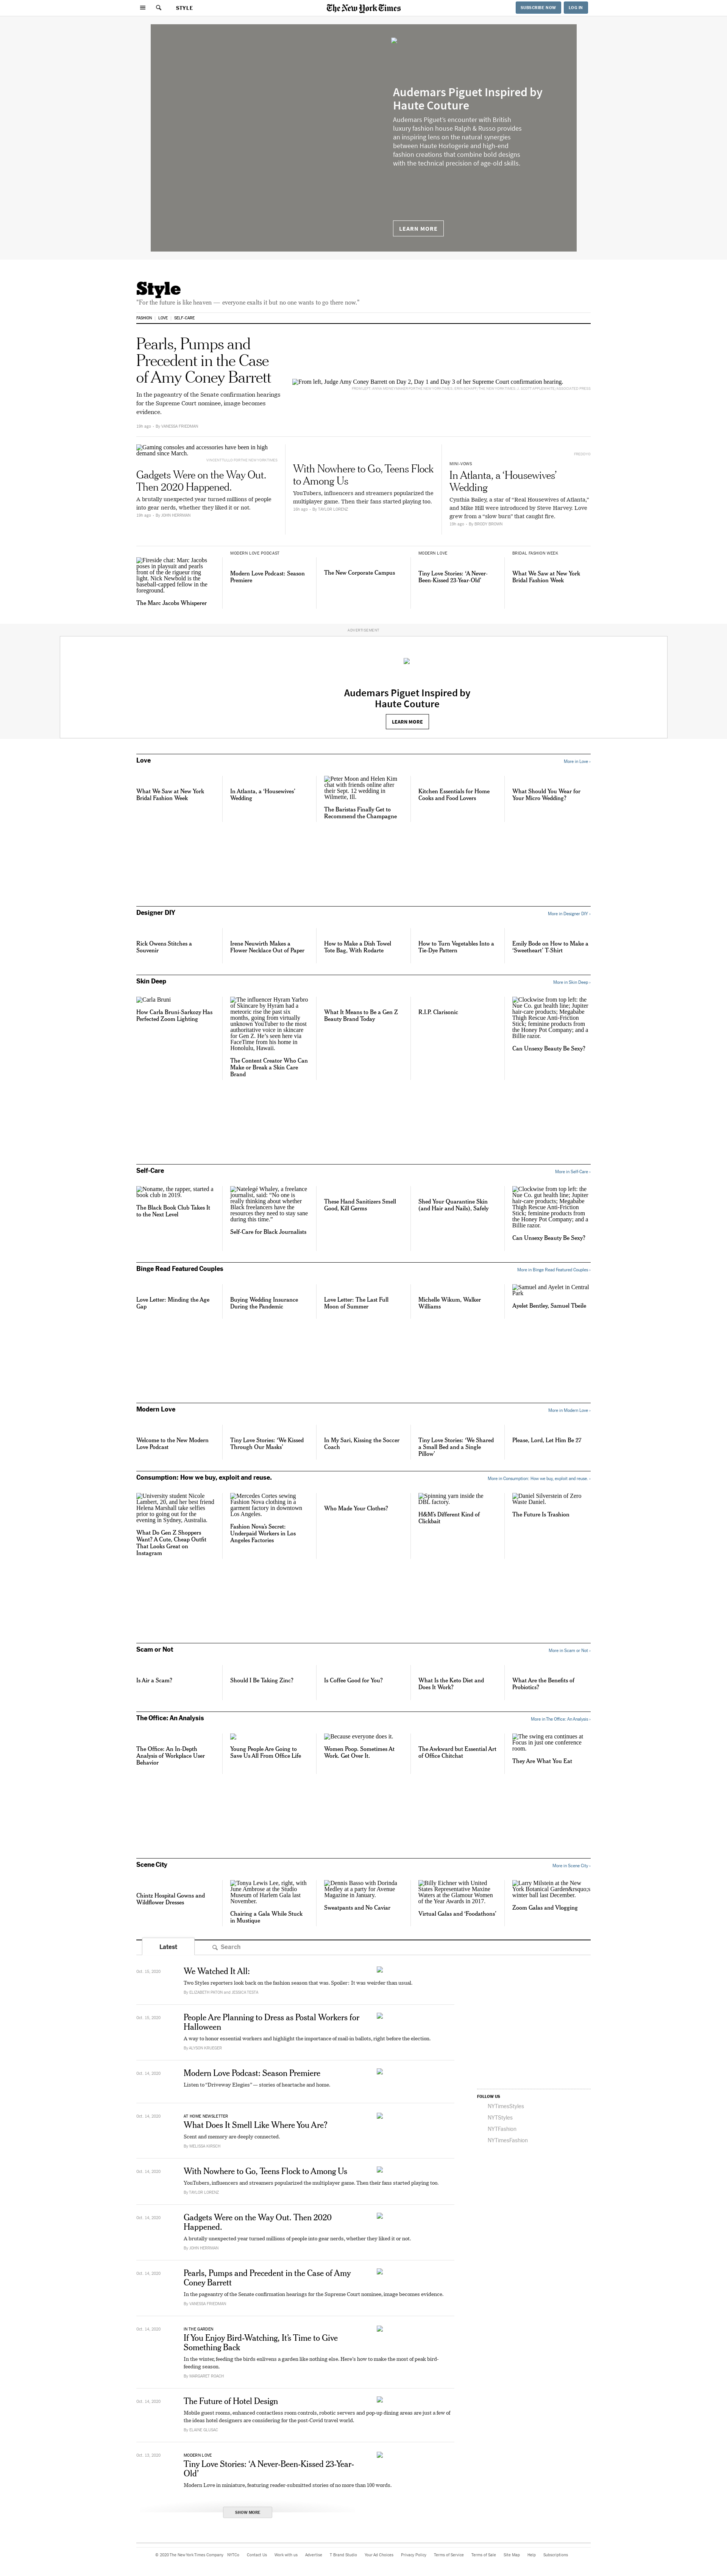 STYLE
The New York Times
SUBSCRIBE NOW
LOG IN
Audemars Piguet Inspired by
Haute Couture
Audemars Piguet's encounter with British
luxury fashion house Ralph & Russo provides
an inspiring lens on the natural synergies
between Haute Horlogerie and high-end
fashion creations that combine bold designs
with the technical precision of age-old skills.
LEARN MORE
Style
"For the future is like heaven — everyone exalts it but no one wants to go there now."
FASHION
LOVE
SELF-CARE
Pearls, Pumps and
Precedent in the Case
of Amy Coney Barrett
In the pageantry of the Senate confirmation hearings
for the Supreme Court nominee, image becomes
evidence.
By VANESSA FRIEDMAN
From left, Judge Amy Coney Barrett on Day 2, Day 1 and Day 3 of her Supreme Court confirmation hearing.
Gaming consoles and accessories have been in high
demand since March.
Gadgets Were on the Way Out.
Then 2020 Happened.
A brutally unexpected year turned millions of people
into gear nerds, whether they liked it or not.
By JOHN HERRMAN
With Nowhere to Go, Teens Flock
to Among Us
YouTubers, influencers and streamers popularized the
multiplayer game. Then their fans started playing too.
By TAYLOR LORENZ
MINI-VOWS
In Atlanta, a ‘Housewives’
Wedding
Cynthia Bailey, a star of “Real Housewives of Atlanta,”
and Mike Hill were introduced by Steve Harvey. Love
grew from a “slow burn” that caught fire.
By BRODY BROWN
Fireside chat: Marc Jacobs
poses in playsuit and pearls
front of the de rigueur ring
light. Nick Newbold is the
baseball-capped fellow in the
foreground.
The Marc Jacobs Whisperer
MODERN LOVE PODCAST
Modern Love Podcast: Season
Premiere
The New Corporate Campus
MODERN LOVE
Tiny Love Stories: ‘A Never-
Been-Kissed 23-Year-Old’
BRIDAL FASHION WEEK
What We Saw at New York
Bridal Fashion Week
ADVERTISEMENT
Audemars Piguet Inspired by
Haute Couture
LEARN MORE
Love
More in Love ›
What We Saw at New York
Bridal Fashion Week
In Atlanta, a ‘Housewives’
Wedding
Peter Moon and Helen Kim
chat with friends online after
their Sept. 12 wedding in
Wilmette, Ill.
The Baristas Finally Get to
Recommend the Champagne
Kitchen Essentials for Home
Cooks and Food Lovers
What Should You Wear for
Your Micro Wedding?
Designer DIY
More in Designer DIY ›
Rick Owens Stitches a
Souvenir
Irene Neuwirth Makes a
Flower Necklace Out of Paper
How to Make a Dish Towel
Tote Bag, With Rodarte
How to Turn Vegetables Into a
Tie-Dye Pattern
Emily Bode on How to Make a
‘Sweetheart’ T-Shirt
Skin Deep
More in Skin Deep ›
Carla Bruni
How Carla Bruni-Sarkozy Has
Perfected Zoom Lighting
The influencer Hyram Yarbro
of Skincare by Hyram had a
meteoric rise the past six
months, going from virtually
unknown YouTuber to the most
authoritative voice in skincare
for Gen Z. He’s seen here via
FaceTime from his home in
Honolulu, Hawaii.
The Content Creator Who Can
Make or Break a Skin Care
Brand
What It Means to Be a Gen Z
Beauty Brand Today
R.I.P. Clarisonic
Clockwise from top left: the
Nue Co. gut health line; Jupiter
hair-care products; Megababe
Thigh Rescue Anti-Friction
Stick; feminine products from
the Honey Pot Company; and a
Billie razor.
Can Unsexy Beauty Be Sexy?
Self-Care
More in Self-Care ›
Noname, the rapper, started a
book club in 2019.
The Black Book Club Takes It
to the Next Level
Natelegé Whaley, a freelance
journalist, said: “No one is
really thinking about whether
Black freelancers have the
resources they need to stay sane
during this time.”
Self-Care for Black Journalists
These Hand Sanitizers Smell
Good, Kill Germs
Shed Your Quarantine Skin
(and Hair and Nails), Safely
Clockwise from top left: the
Nue Co. gut health line; Jupiter
hair-care products; Megababe
Thigh Rescue Anti-Friction
Stick; feminine products from
the Honey Pot Company; and a
Billie razor.
Can Unsexy Beauty Be Sexy?
Binge Read Featured Couples
More in Binge Read Featured Couples ›
Love Letter: Minding the Age
Gap
Buying Wedding Insurance
During the Pandemic
Love Letter: The Last Full
Moon of Summer
Michelle Wikum, Walker
Williams
Samuel and Ayelet in Central
Park
Ayelet Bentley, Samuel Tbeile
Modern Love
More in Modern Love ›
Welcome to the New Modern
Love Podcast
Tiny Love Stories: ‘We Kissed
Through Our Masks’
In My Sari, Kissing the Soccer
Coach
Tiny Love Stories: ‘We Shared
a Small Bed and a Single
Pillow’
Please, Lord, Let Him Be 27
Consumption: How we buy, exploit and reuse.
More in Consumption: How we buy, exploit and reuse. ›
University student Nicole
Lambert, 20, and her best friend
Helena Marshall take selfies
prior to going out for the
evening in Sydney, Australia.
What Do Gen Z Shoppers
Want? A Cute, Cheap Outfit
That Looks Great on
Instagram
Mercedes Cortes sewing
Fashion Nova clothing in a
garment factory in downtown
Los Angeles.
Fashion Nova’s Secret:
Underpaid Workers in Los
Angeles Factories
Who Made Your Clothes?
Spinning yarn inside the
DBL factory.
H&M’s Different Kind of
Clickbait
Daniel Silverstein of Zero
Waste Daniel.
The Future Is Trashion
Scam or Not
More in Scam or Not ›
Is Air a Scam?
Should I Be Taking Zinc?
Is Coffee Good for You?
What Is the Keto Diet and
Does It Work?
What Are the Benefits of
Probiotics?
The Office: An Analysis
More in The Office: An Analysis ›
The Office: An In-Depth
Analysis of Workplace User
Behavior
Young People Are Going to
Save Us All From Office Life
Because everyone does it.
Women Poop. Sometimes At
Work. Get Over It.
The Awkward but Essential Art
of Office Chitchat
The swing era continues at
Focus in just one conference
room.
They Are What You Eat
Scene City
More in Scene City ›
Chintz Hospital Gowns and
Wildflower Dresses
Tonya Lewis Lee, right, with
June Ambrose at the Studio
Museum of Harlem Gala last
November.
Chairing a Gala While Stuck
in Mustique
Dennis Basso with Dorinda
Medley at a party for Avenue
Magazine in January.
Sweatpants and No Caviar
Billy Eichner with United
States Representative Maxine
Waters at the Glamour Women
of the Year Awards in 2017.
Virtual Galas and ‘Foodathons’
Larry Milstein at the New
York Botanical Garden&rsquo;s
winter ball last December.
Zoom Galas and Vlogging
Latest
Search
Oct. 15, 2020
We Watched It All:
Two Styles reporters look back on the fashion season that was. Spoiler: It was weirder than usual.
By ELIZABETH PATON and JESSICA TESTA
Oct. 15, 2020
People Are Planning to Dress as Postal Workers for
Halloween
A way to honor essential workers and highlight the importance of mail-in ballots, right before the election.
By ALYSON KRUEGER
Oct. 14, 2020
Modern Love Podcast: Season Premiere
Listen to “Driveway Elegies” — stories of heartache and home.
FOLLOW US
NYTimesStyles
NYTStyles
NYTFashion
NYTimesFashion
Oct. 14, 2020
AT HOME NEWSLETTER
What Does It Smell Like Where You Are?
Scent and memory are deeply connected.
By MELISSA KIRSCH
Oct. 14, 2020
With Nowhere to Go, Teens Flock to Among Us
YouTubers, influencers and streamers popularized the multiplayer game. Then their fans started playing too.
By TAYLOR LORENZ
Oct. 14, 2020
Gadgets Were on the Way Out. Then 2020
Happened.
A brutally unexpected year turned millions of people into gear nerds, whether they liked it or not.
By JOHN HERRMAN
Oct. 14, 2020
Pearls, Pumps and Precedent in the Case of Amy
Coney Barrett
In the pageantry of the Senate confirmation hearings for the Supreme Court nominee, image becomes evidence.
By VANESSA FRIEDMAN
Oct. 14, 2020
IN THE GARDEN
If You Enjoy Bird-Watching, It’s Time to Give
Something Back
In the winter, feeding the birds enlivens a garden like nothing else. Here’s how to make the most of peak bird-
feeding season.
By MARGARET ROACH
Oct. 14, 2020
The Future of Hotel Design
Mobile guest rooms, enhanced contactless room controls, robotic servers and pop-up dining areas are just a few of
the ideas hotel designers are considering for the post-Covid travel world.
By ELAINE GLUSAC
Oct. 13, 2020
MODERN LOVE
Tiny Love Stories: ‘A Never-Been-Kissed 23-Year-
Old’
Modern Love in miniature, featuring reader-submitted stories of no more than 100 words.
SHOW MORE
© 2020 The New York Times Company
NYTCo
Contact Us
Work with us
Advertise
T Brand Studio
Your Ad Choices
Privacy Policy
Terms of Service
Terms of Sale
Site Map
Help
Subscriptions